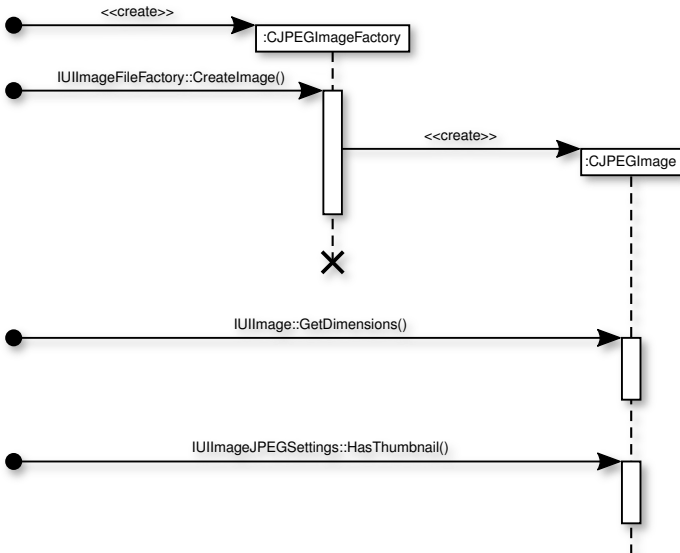 <<create>>
:CJPEGImageFactory
IUIImageFileFactory::CreateImage()
<<create>>
:CJPEGImage
IUIImage::GetDimensions()
IUIImageJPEGSettings::HasThumbnail()